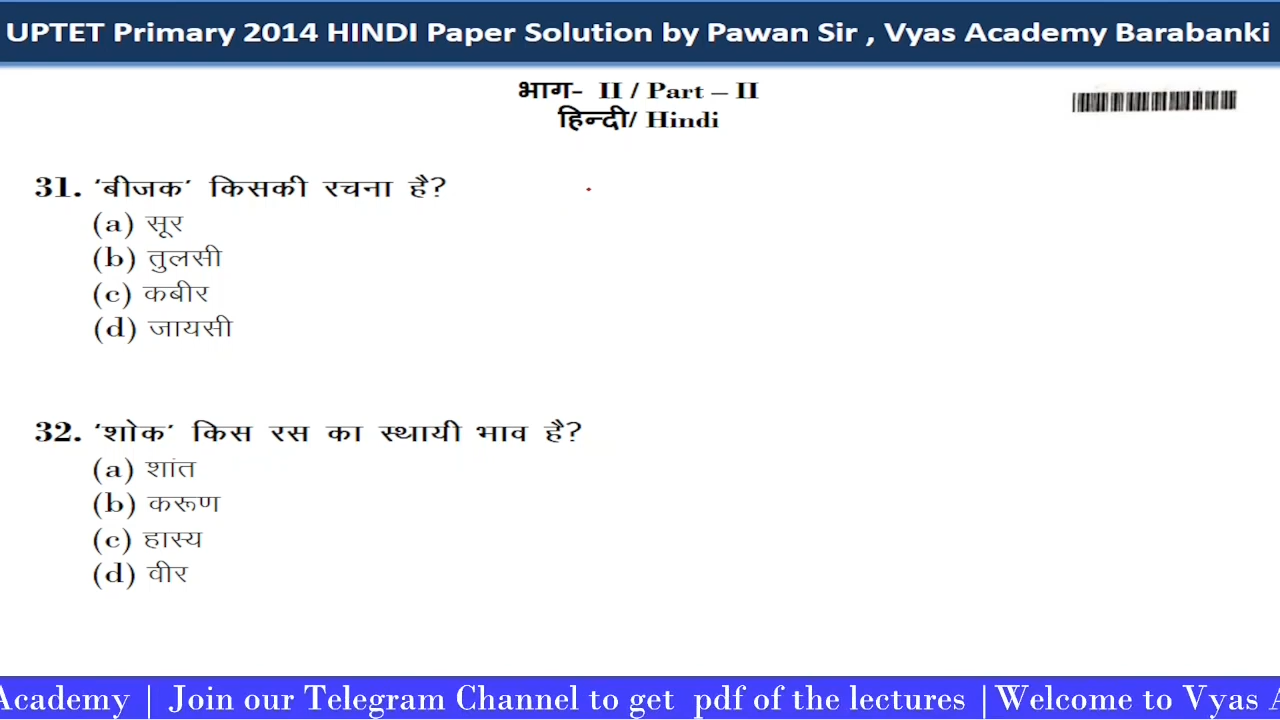 UPTET Primary 2014 HINDI Paper Solution by Pawan Sir , Vyas Academy Barabanki
भाग- II / Part – II
हिन्दी/ Hindi
31. ‘बीजक’ किसकी रचना है?
(a) सूर
(b) तुलसी
(c) कबीर
(d) जायसी
32. ‘शोक’ किस रस का स्थायी भाव है?
(a) शांत
(b) करूण
(c) हास्य
(d) वीर
Academy | Join our Telegram Channel to get pdf of the lectures |Welcome to Vyas A